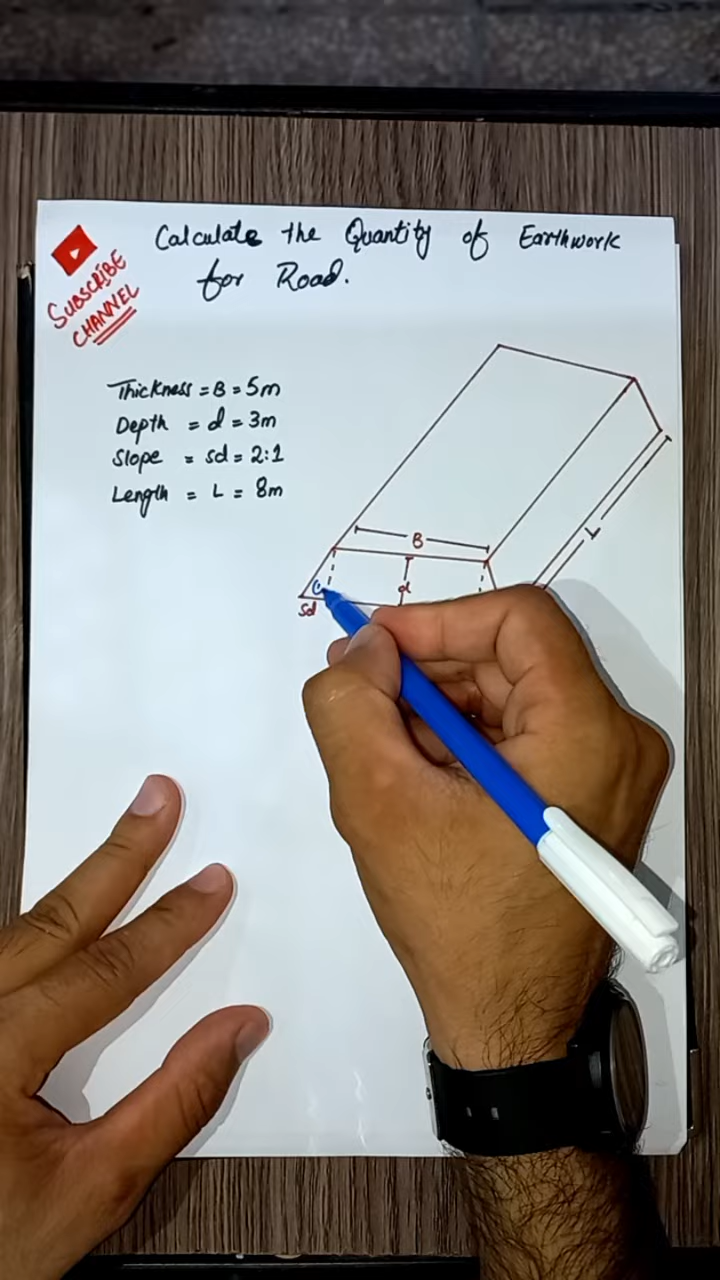 Calculate the Quantity of Earthwork
for Road.
SUBSCRIBE
CHANNEL
Thickness = B = 5m
Depth = d = 3m
Slope = sd = 2:1
Length = L = 8m
B
L
d
Sd